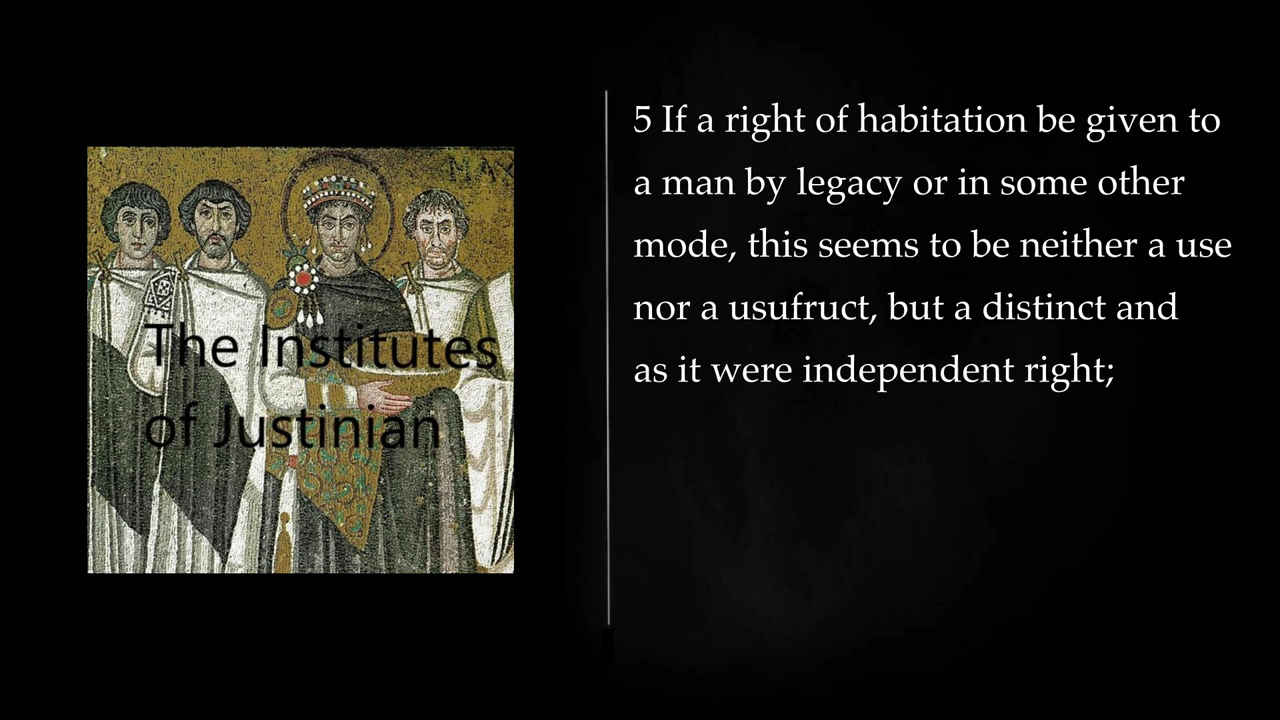 MAX
The Institutes
of Justinian
5 If a right of habitation be given to
a man by legacy or in some other
mode, this seems to be neither a use
nor a usufruct, but a distinct and
as it were independent right;